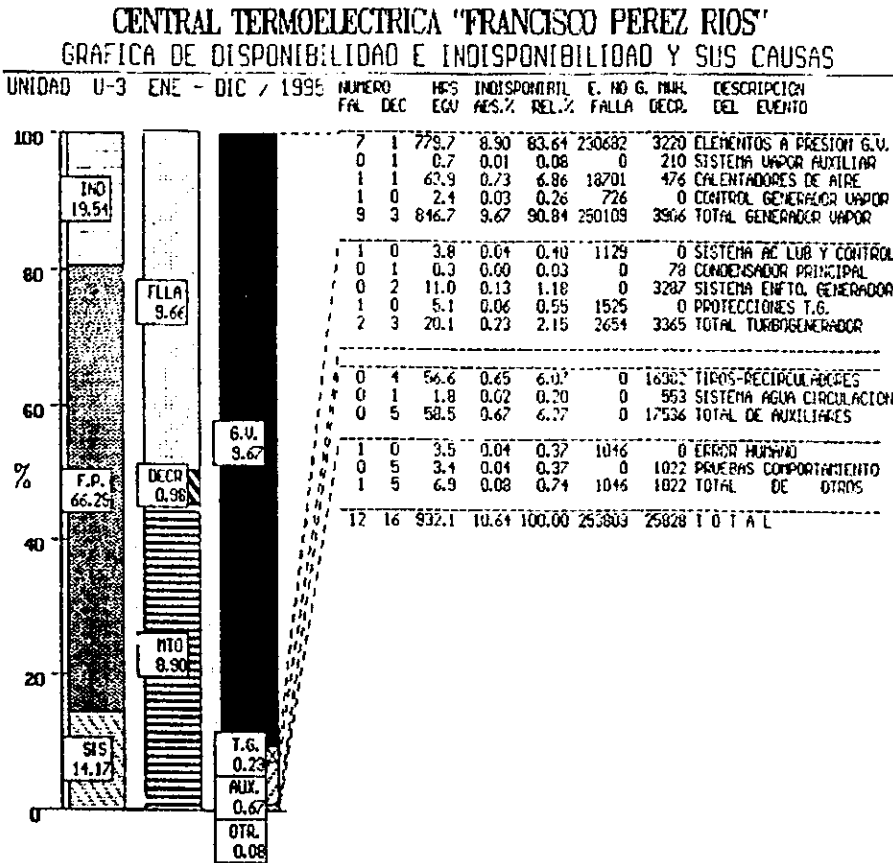 CENTRAL TERMOELECTRICA "FRANCISCO PEREZ RIOS"
GRAFICA DE DISPONIBILIDAD E INDISPONIBILIDAD Y SUS CAUSAS
UNIDAD U-3 ENE - DIC / 1995
NUMERO HRS INDISPONIBIL E. NO G. MWH. DESCRIPCION
FAL DEC EQV ABS.% REL.% FALLA DECR. DEL EVENTO
7 1 779.7 8.90 83.64 230682 3220 ELEMENTOS A PRESION G.V.
0 1 0.7 0.01 0.08 0 210 SISTEMA VAPOR AUXILIAR
1 1 63.9 0.73 6.86 18701 476 CALENTADORES DE AIRE
1 0 2.4 0.03 0.26 726 0 CONTROL GENERADOR VAPOR
9 3 846.7 9.67 90.84 250109 3906 TOTAL GENERADOR VAPOR
1 0 3.8 0.04 0.40 1129 0 SISTEMA AC LUB Y CONTROL
0 1 0.3 0.00 0.03 0 78 CONDENSADOR PRINCIPAL
0 2 11.0 0.13 1.18 0 3287 SISTEMA ENFTO. GENERADOR
1 0 5.1 0.06 0.55 1525 0 PROTECCIONES T.G.
2 3 20.1 0.23 2.15 2654 3365 TOTAL TURBOGENERADOR
0 4 56.6 0.65 0 TIROS-RECIRCULADORES
0 1 1.8 0.02 0.20 0 553 SISTEMA AGUA CIRCULACION
0 5 58.5 0.67 6.27 0 17536 TOTAL DE AUXILIARES
1 0 3.5 0.04 0.37 1046 0 ERROR HUMANO
0 5 3.4 0.04 0.37 0 1022 PRUEBAS COMPORTAMIENTO
1 5 6.9 0.08 0.74 1046 1022 TOTAL DE OTROS
12 16 932.1 10.64 100.00 253809 25828 T O T A L
100
80
60
%
40
20
0
IND
19.54
F.P.
66.29
SIS
14.17
FLLA
9.66
DECR
0.98
MTO
8.90
G.V.
9.67
T.G.
0.23
AUX.
0.67
OTR.
0.08